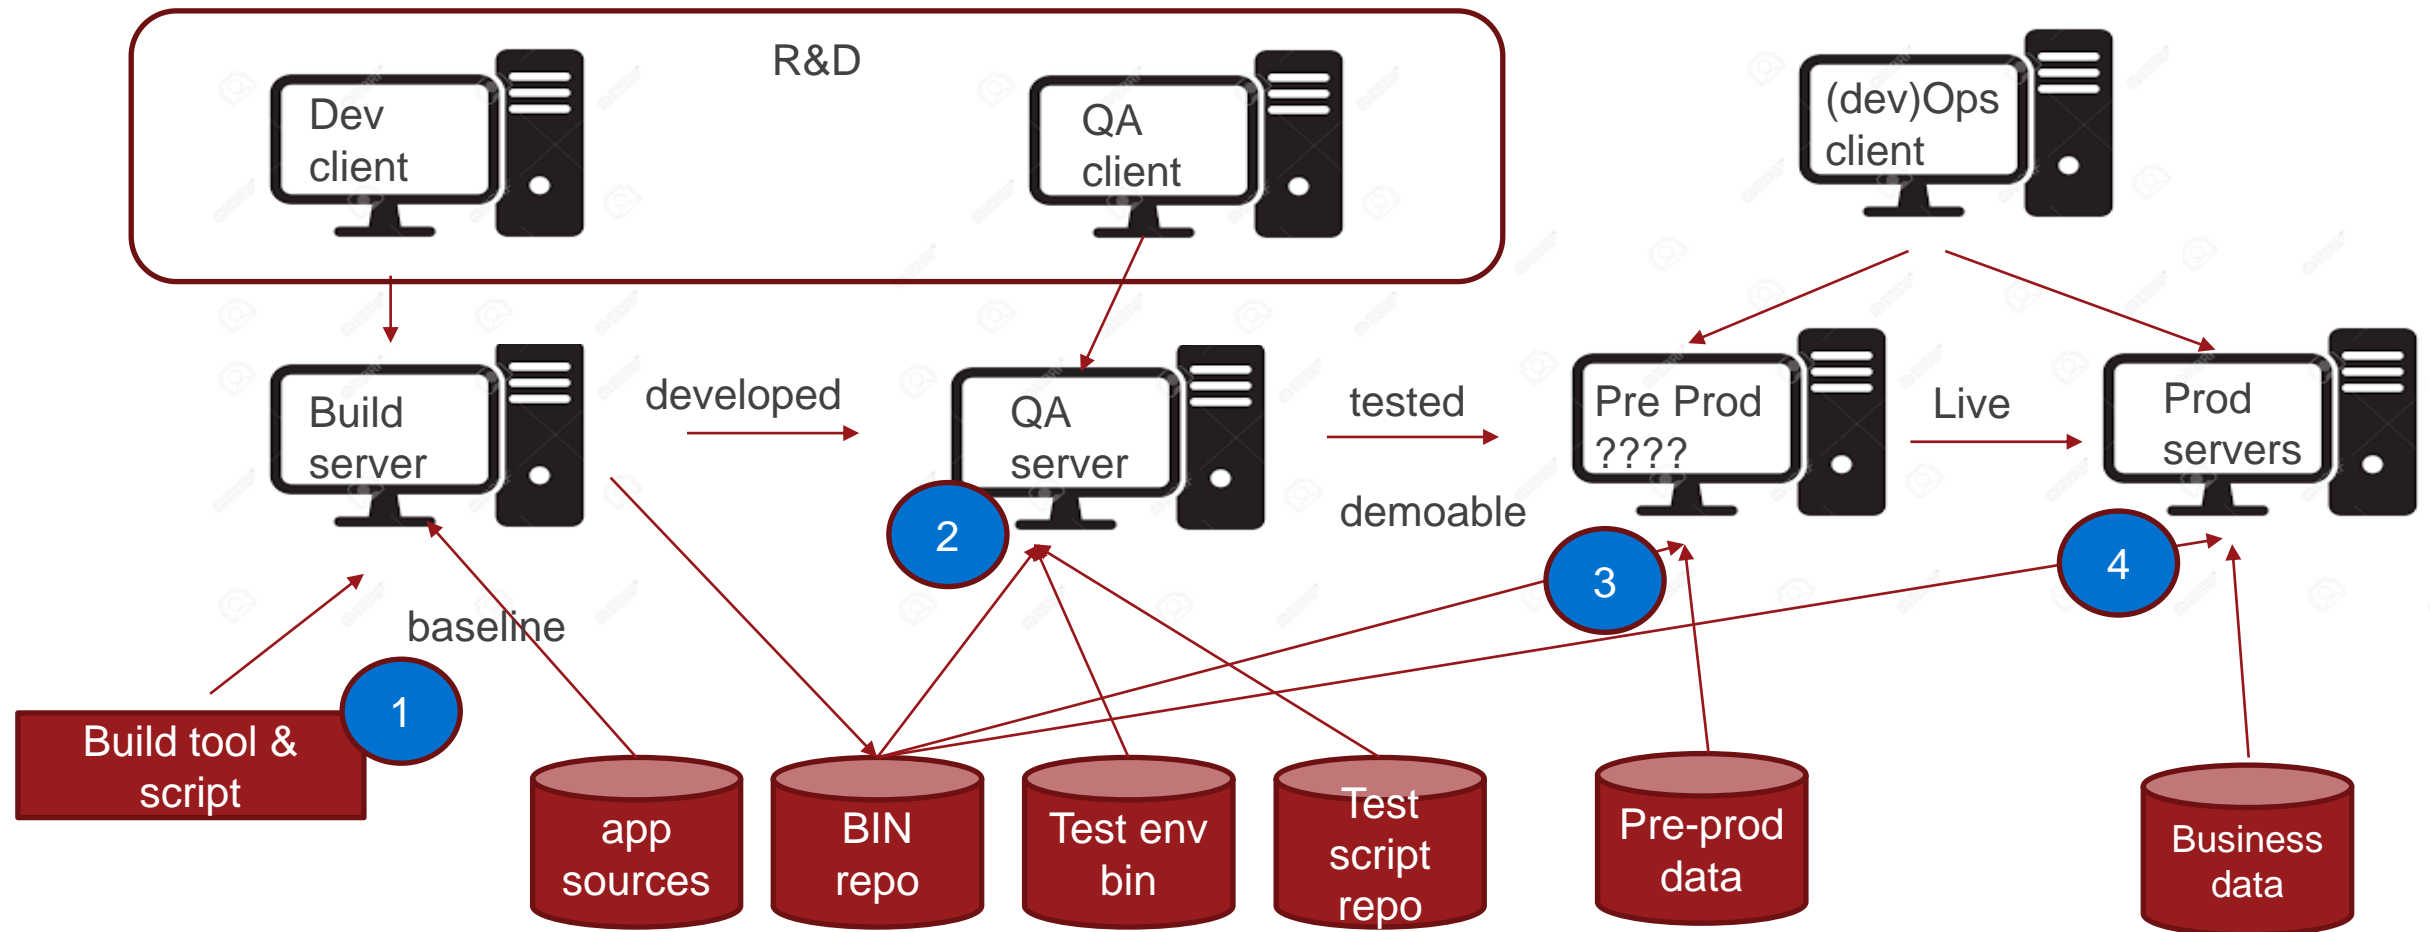 R&D
Dev
client
QA
client
(dev)Ops
client
Build
server
developed
QA
server
tested
demoable
Pre Prod
????
Live
Prod
servers
2
3
4
baseline
1
Build tool &
script
app
sources
BIN
repo
Test env
bin
Test
script
repo
Pre-prod
data
Business
data